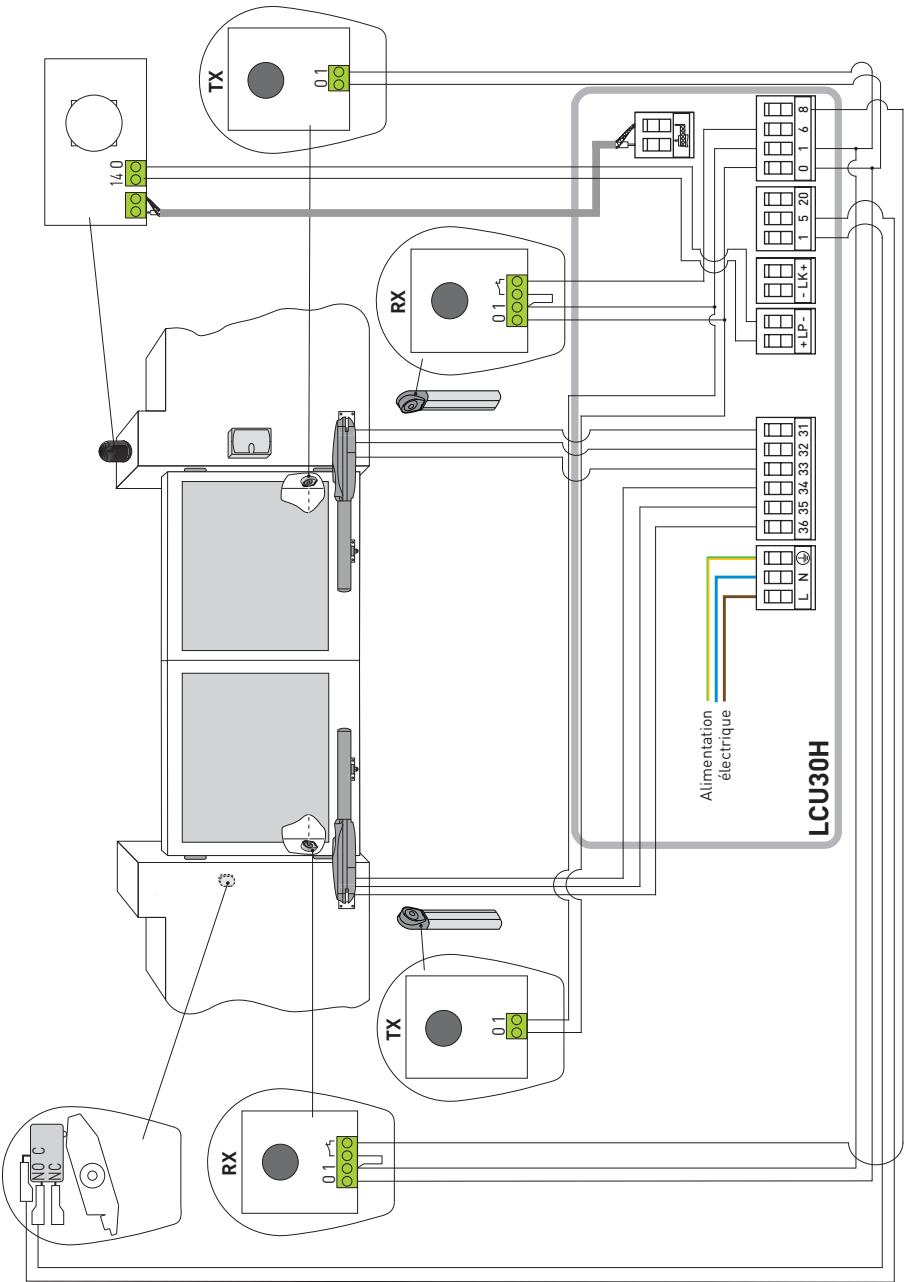 TX
0 1
14 0
RX
0 1
0 1 6 8
1 5 20
- LK +
+ LP -
36 35 34 33 32 31
L N
Alimentation
électrique
LCU30H
TX
0 1
RX
0 1
NO C
NC